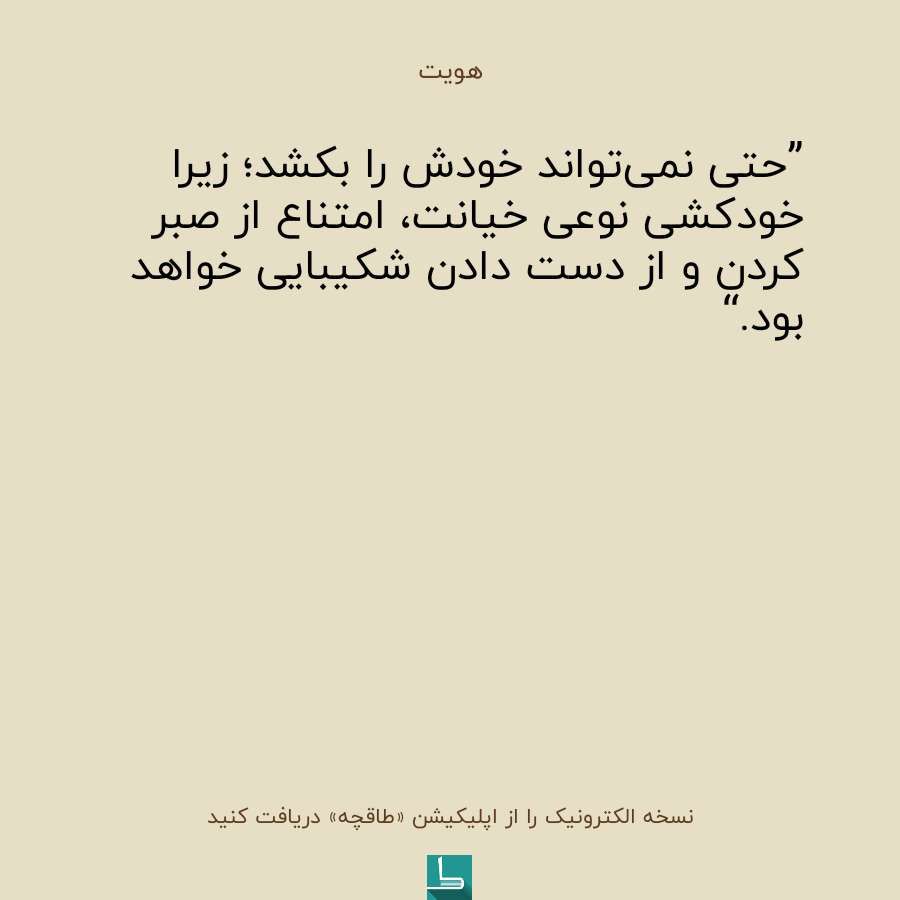 هویت
”حتی نمی‌تواند خودش را بکشد؛ زیرا
خودکشی نوعی خیانت، امتناع از صبر
کردن و از دست دادن شکیبایی خواهد
بود.“
نسخه الکترونیک را از اپلیکیشن «طاقچه» دریافت کنید